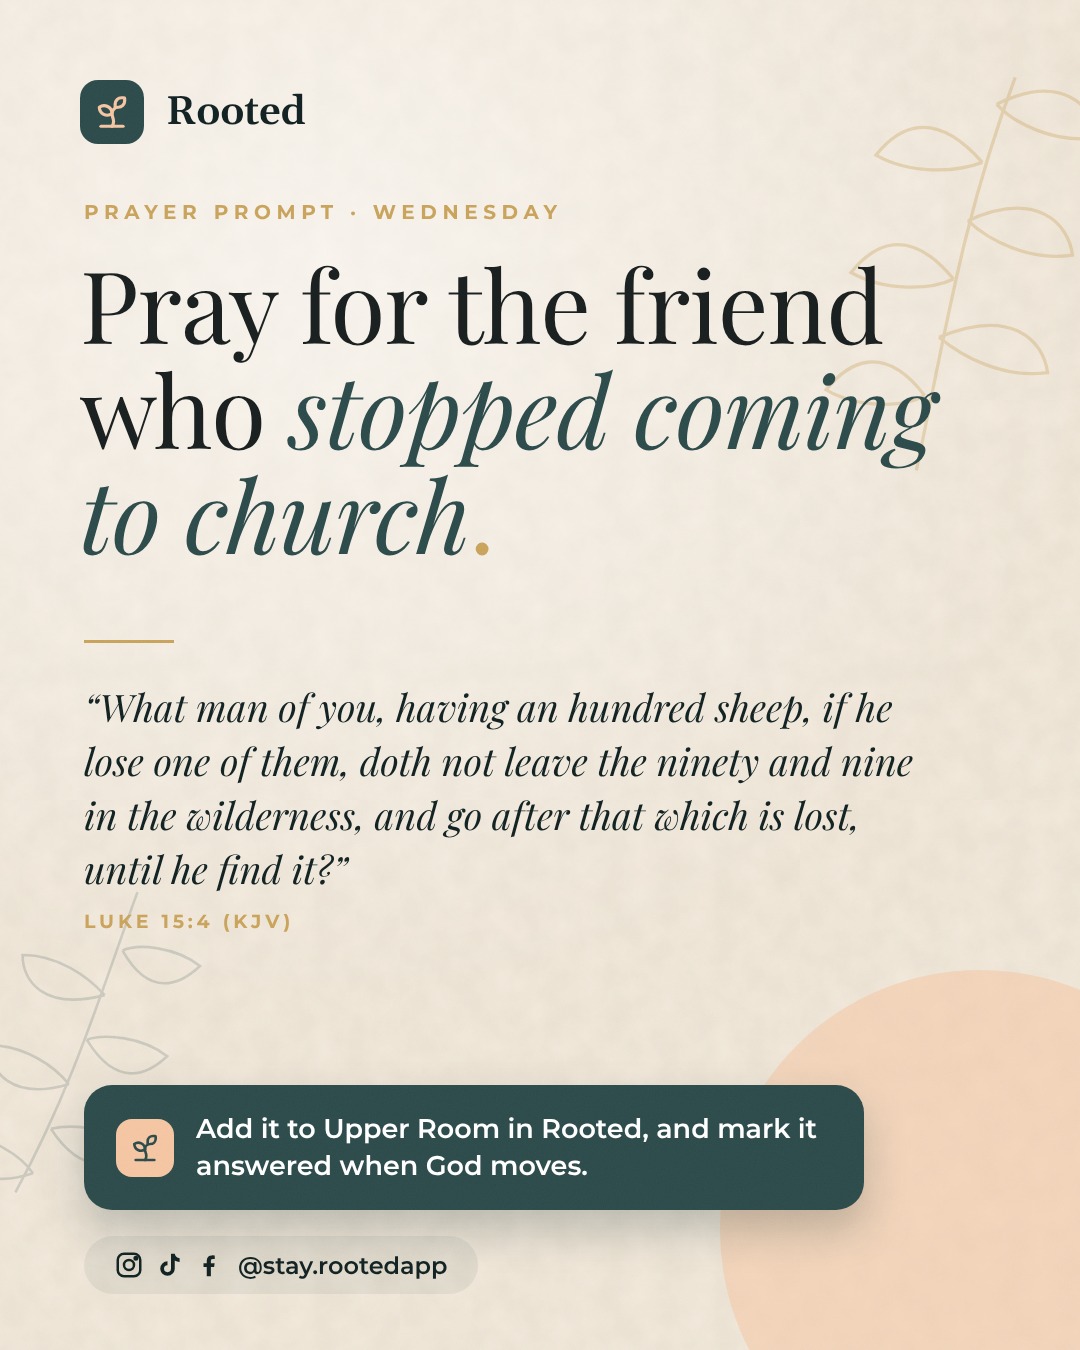 Rooted
PRAYER PROMPT · WEDNESDAY
Pray for the friend
who stopped coming
to church.
“What man of you, having an hundred sheep, if he
lose one of them, doth not leave the ninety and nine
in the wilderness, and go after that which is lost,
until he find it?”
LUKE 15:4 (KJV)
Add it to Upper Room in Rooted, and mark it
answered when God moves.
@stay.rootedapp